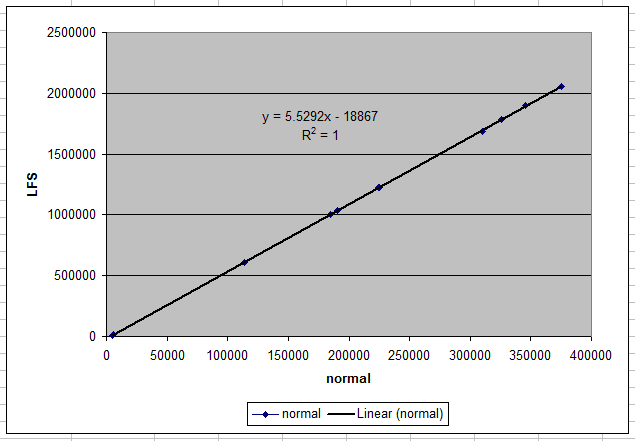 2500000
2000000
1500000
1000000
500000
0
LFS
y = 5.5292x - 18867
R² = 1
0 50000 100000 150000 200000 250000 300000 350000 400000
normal
normal Linear (normal)